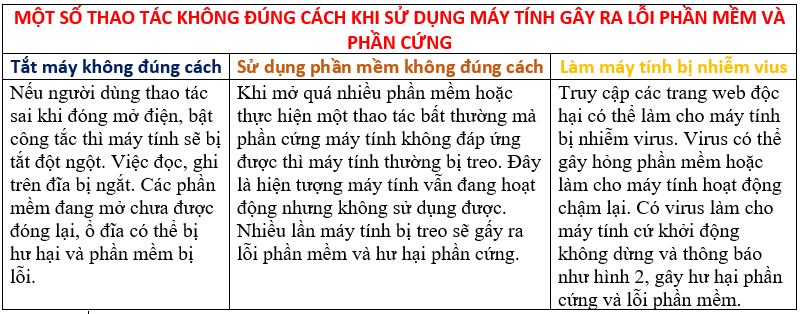 MỘT SỐ THAO TÁC KHÔNG ĐÚNG CÁCH KHI SỬ DỤNG MÁY TÍNH GÂY RA LỖI PHẦN MỀM VÀ
PHẦN CỨNG
Tắt máy không đúng cách
Nếu người dùng thao tác
sai khi đóng mở điện, bật
công tắc thì máy tính sẽ bị
tắt đột ngột. Việc đọc, ghi
trên đĩa bị ngắt. Các phần
mềm đang mở chưa được
đóng lại, ổ đĩa có thể bị
hư hại và phần mềm bị
lỗi.
Sử dụng phần mềm không đúng cách
Khi mở quá nhiều phần mềm hoặc
thực hiện một thao tác bất thường mà
phần cứng máy tính không đáp ứng
được thì máy tính thường bị treo. Đây
là hiện tượng máy tính vẫn đang hoạt
động nhưng không sử dụng được.
Nhiều lần máy tính bị treo sẽ gấy ra
lỗi phần mềm và hư hại phần cứng.
Làm máy tính bị nhiễm vius
Truy cập các trang web độc
hại có thể làm cho máy tính
bị nhiễm virus. Virus có thể
gây hỏng phần mềm hoặc
làm cho máy tính hoạt động
chậm lại. Có virus làm cho
máy tính cứ khởi động
không dừng và thông báo
như hình 2, gây hư hại phần
cứng và lỗi phần mềm.